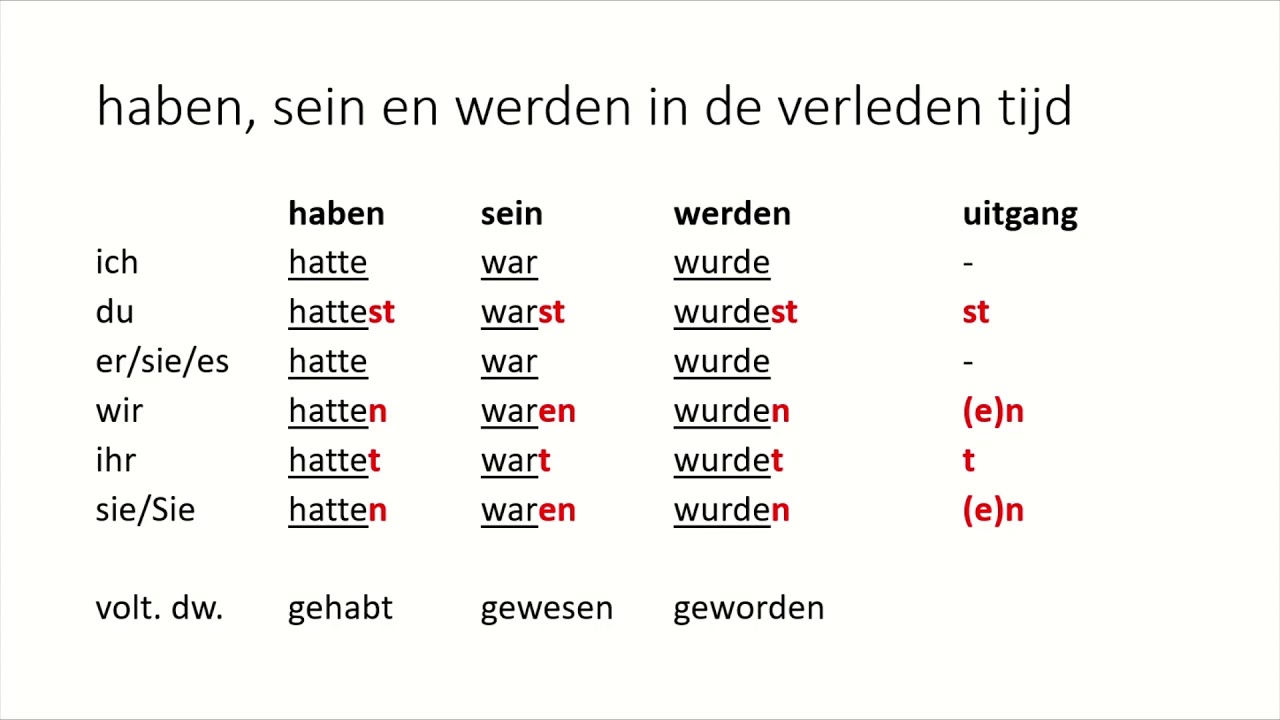 haben, sein en werden in de verleden tijd
haben sein werden uitgang
ich hatte war wurde -
du hattest warst wurdest st
er/sie/es hatte war wurde -
wir hatten waren wurden (e)n
ihr hattet wart wurdet t
sie/Sie hatten waren wurden (e)n
volt. dw. gehabt gewesen geworden